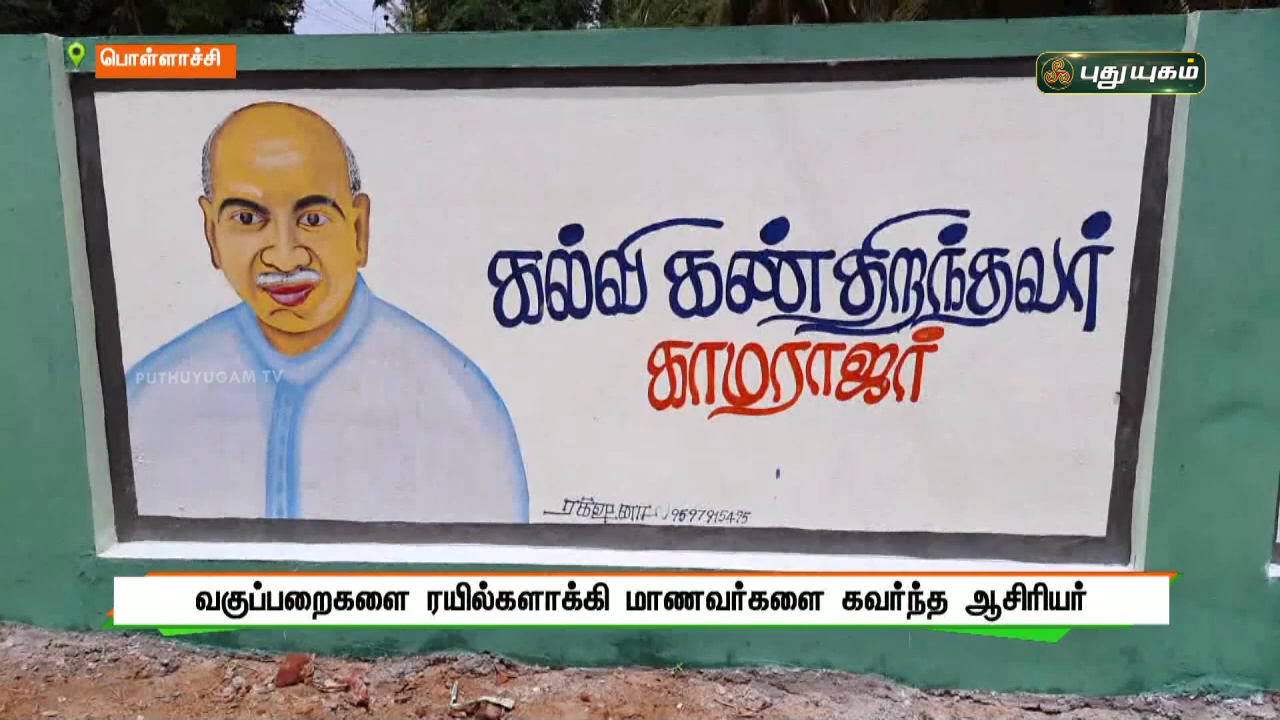 பொள்ளாச்சி
புதுயுகம்
கல்வி கண்திறந்தவர்
காமராஜர்
PUTHUYUGAM TV
9597915495
வகுப்பறைகளை ரயில்களாக்கி மாணவர்களை கவர்ந்த ஆசிரியர்